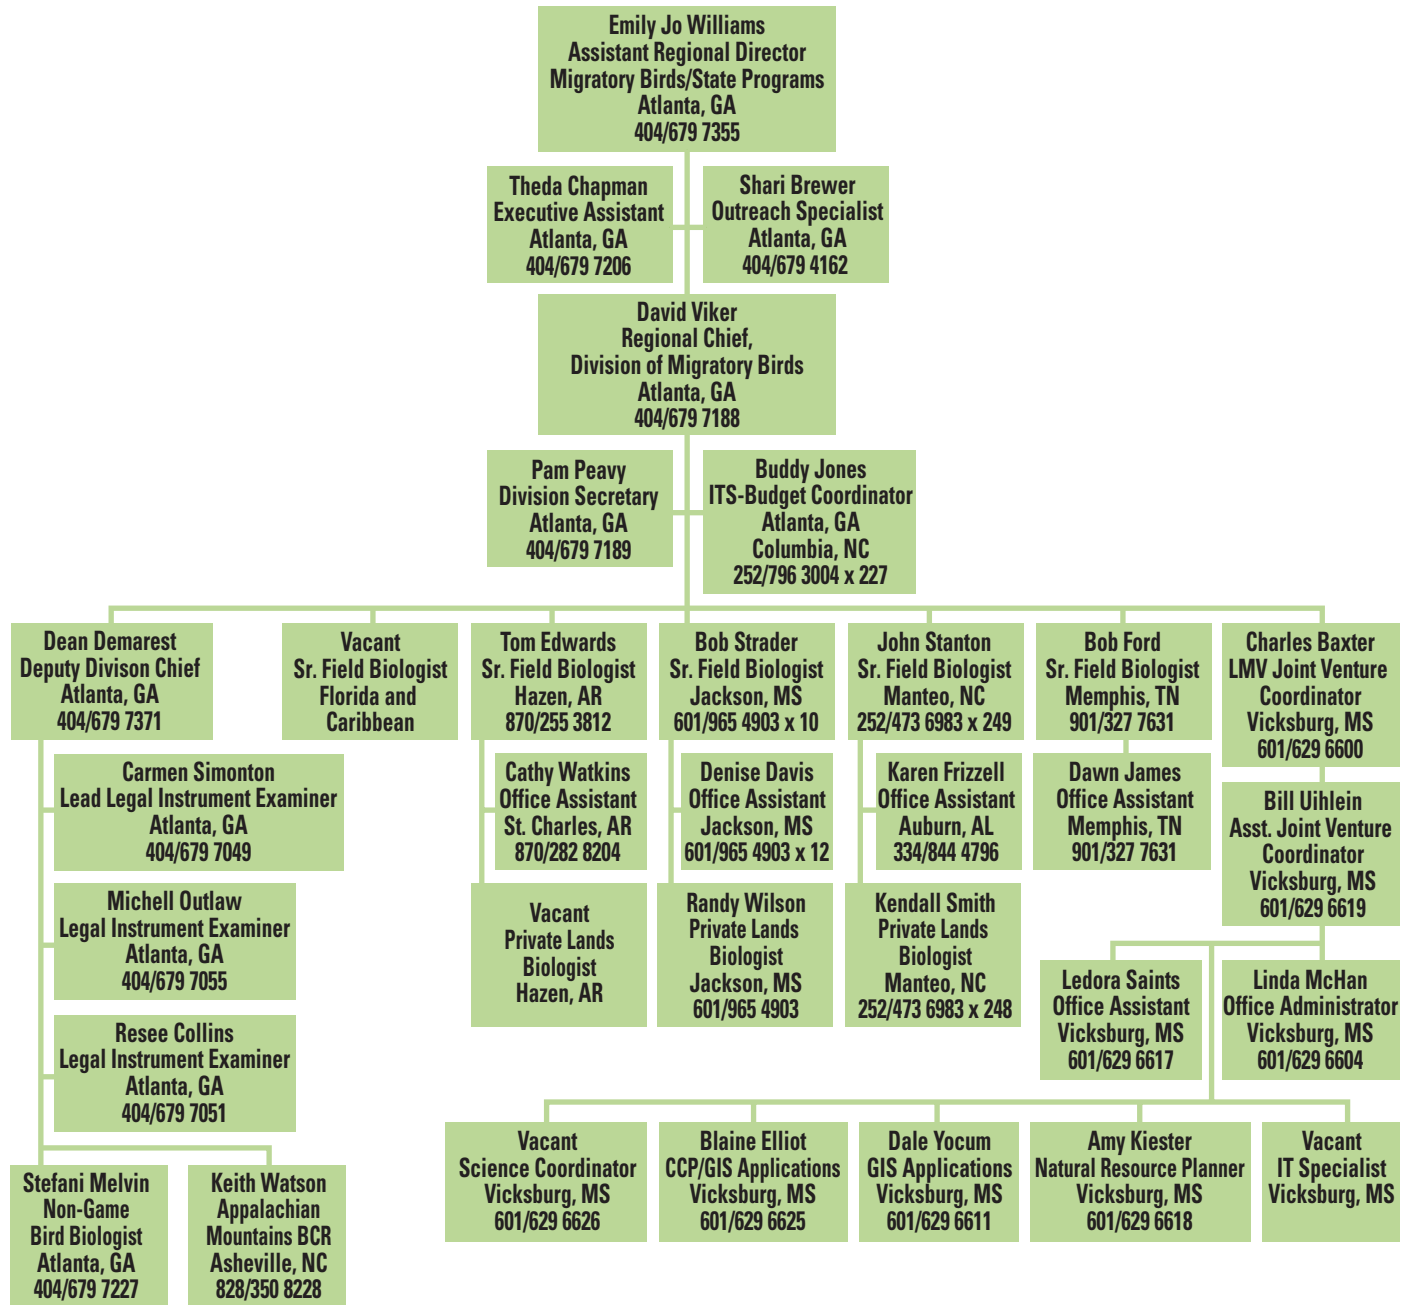 Emily Jo Williams
Assistant Regional Director
Migratory Birds/State Programs
Atlanta, GA
404/679 7355
Theda Chapman
Executive Assistant
Atlanta, GA
404/679 7206
Shari Brewer
Outreach Specialist
Atlanta, GA
404/679 4162
David Viker
Regional Chief,
Division of Migratory Birds
Atlanta, GA
404/679 7188
Pam Peavy
Division Secretary
Atlanta, GA
404/679 7189
Buddy Jones
ITS-Budget Coordinator
Atlanta, GA
Columbia, NC
252/796 3004 x 227
Dean Demarest
Deputy Divison Chief
Atlanta, GA
404/679 7371
Vacant
Sr. Field Biologist
Florida and
Caribbean
Tom Edwards
Sr. Field Biologist
Hazen, AR
870/255 3812
Bob Strader
Sr. Field Biologist
Jackson, MS
601/965 4903 x 10
John Stanton
Sr. Field Biologist
Manteo, NC
252/473 6983 x 249
Bob Ford
Sr. Field Biologist
Memphis, TN
901/327 7631
Charles Baxter
LMV Joint Venture
Coordinator
Vicksburg, MS
601/629 6600
Carmen Simonton
Lead Legal Instrument Examiner
Atlanta, GA
404/679 7049
Cathy Watkins
Office Assistant
St. Charles, AR
870/282 8204
Denise Davis
Office Assistant
Jackson, MS
601/965 4903 x 12
Karen Frizzell
Office Assistant
Auburn, AL
334/844 4796
Dawn James
Office Assistant
Memphis, TN
901/327 7631
Bill Uihlein
Asst. Joint Venture
Coordinator
Vicksburg, MS
601/629 6619
Michell Outlaw
Legal Instrument Examiner
Atlanta, GA
404/679 7055
Vacant
Private Lands
Biologist
Hazen, AR
Randy Wilson
Private Lands
Biologist
Jackson, MS
601/965 4903
Kendall Smith
Private Lands
Biologist
Manteo, NC
252/473 6983 x 248
Ledora Saints
Office Assistant
Vicksburg, MS
601/629 6617
Linda McHan
Office Administrator
Vicksburg, MS
601/629 6604
Resee Collins
Legal Instrument Examiner
Atlanta, GA
404/679 7051
Vacant
Science Coordinator
Vicksburg, MS
601/629 6626
Blaine Elliot
CCP/GIS Applications
Vicksburg, MS
601/629 6625
Dale Yocum
GIS Applications
Vicksburg, MS
601/629 6611
Amy Kiester
Natural Resource Planner
Vicksburg, MS
601/629 6618
Vacant
IT Specialist
Vicksburg, MS
Stefani Melvin
Non-Game
Bird Biologist
Atlanta, GA
404/679 7227
Keith Watson
Appalachian
Mountains BCR
Asheville, NC
828/350 8228